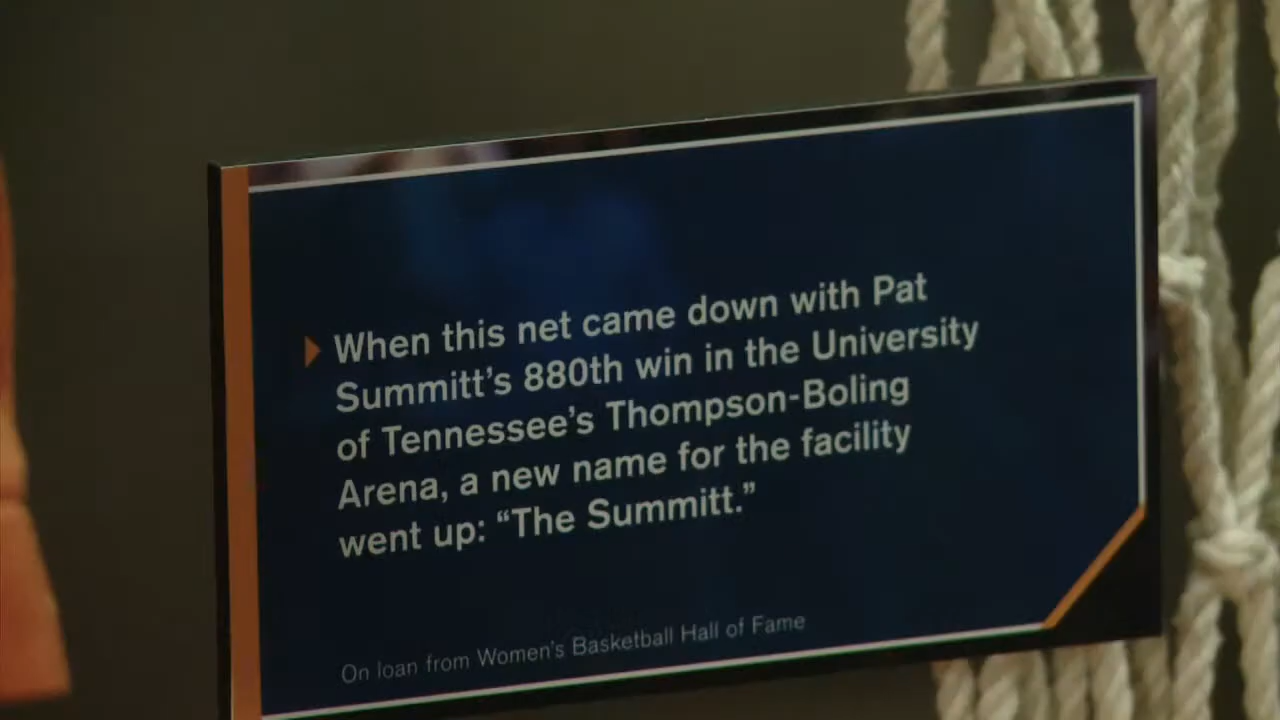 When this net came down with Pat
Summitt's 880th win in the University
of Tennessee's Thompson-Boling
Arena, a new name for the facility
went up: “The Summitt.”
On loan from Women's Basketball Hall of Fame